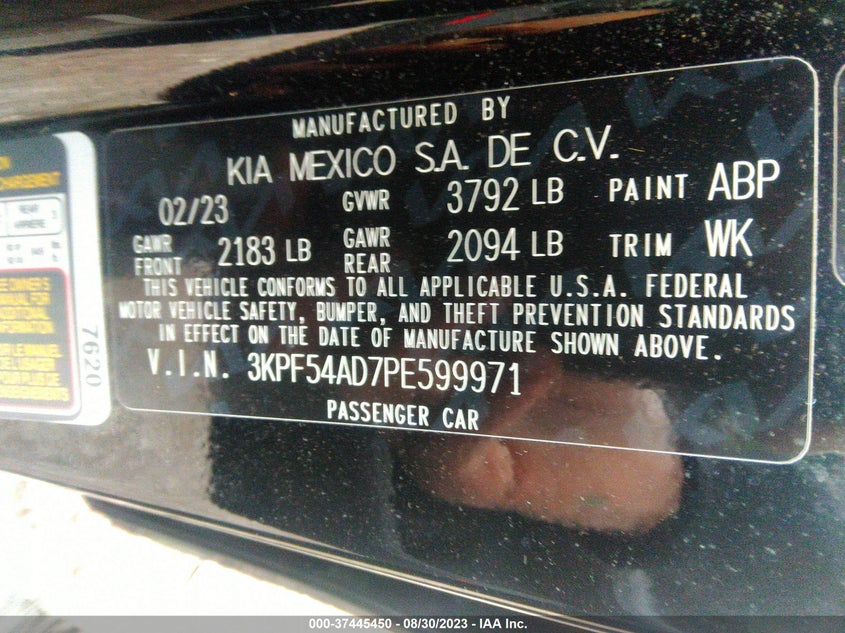 MANUFACTURED BY
KIA MEXICO S.A. DE C.V.
02/23 GVWR 3792 LB PAINT ABP
GAWR FRONT 2183 LB GAWR REAR 2094 LB TRIM WK
THIS VEHICLE CONFORMS TO ALL APPLICABLE U.S.A. FEDERAL
MOTOR VEHICLE SAFETY, BUMPER, AND THEFT PREVENTION STANDARDS
IN EFFECT ON THE DATE OF MANUFACTURE SHOWN ABOVE.
V.I.N. 3KPF54AD7PE599971
PASSENGER CAR
REAR
ARRIERE
7620
000-37445450 - 08/30/2023 - IAA Inc.